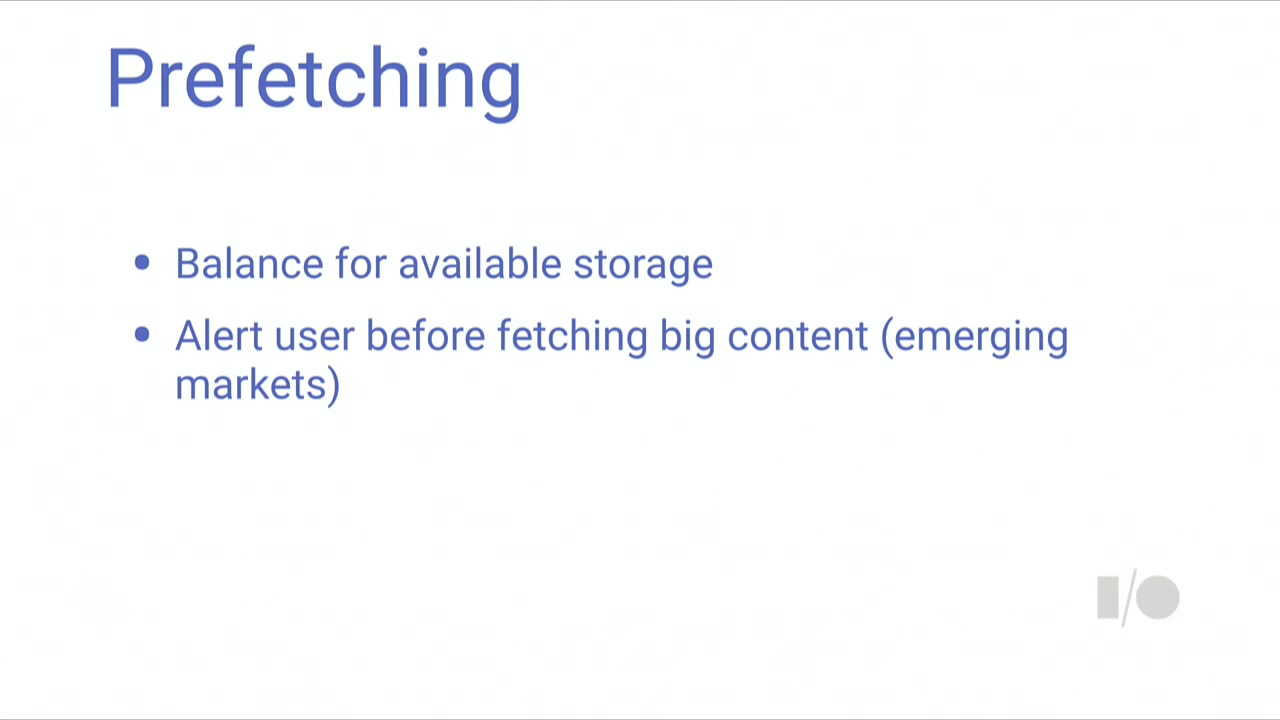 Prefetching
• Balance for available storage
• Alert user before fetching big content (emerging
markets)
I/O